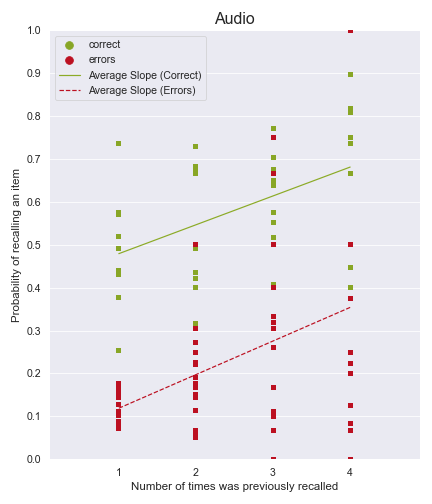 Audio
correct
errors
Average Slope (Correct)
Average Slope (Errors)
Probability of recalling an item
1.0
0.9
0.8
0.7
0.6
0.5
0.4
0.3
0.2
0.1
0.0
1 2 3 4
Number of times was previously recalled